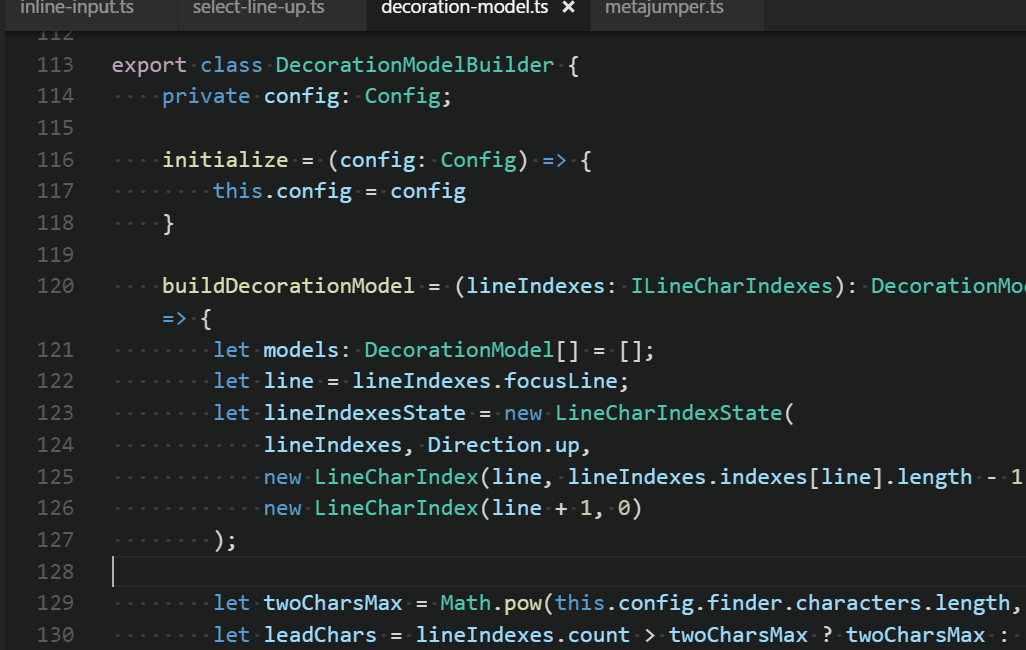 inline-input.ts select-line-up.ts decoration-model.ts × metajumper.ts
112
113 export class DecorationModelBuilder {
114     private config: Config;
115
116     initialize = (config: Config) => {
117         this.config = config
118     }
119
120     buildDecorationModel = (lineIndexes: ILineCharIndexes): DecorationMo
    => {
121         let models: DecorationModel[] = [];
122         let line = lineIndexes.focusLine;
123         let lineIndexesState = new LineCharIndexState(
124             lineIndexes, Direction.up,
125             new LineCharIndex(line, lineIndexes.indexes[line].length - 1
126             new LineCharIndex(line + 1, 0)
127         );
128
129         let twoCharsMax = Math.pow(this.config.finder.characters.length,
130         let leadChars = lineIndexes.count > twoCharsMax ? twoCharsMax :